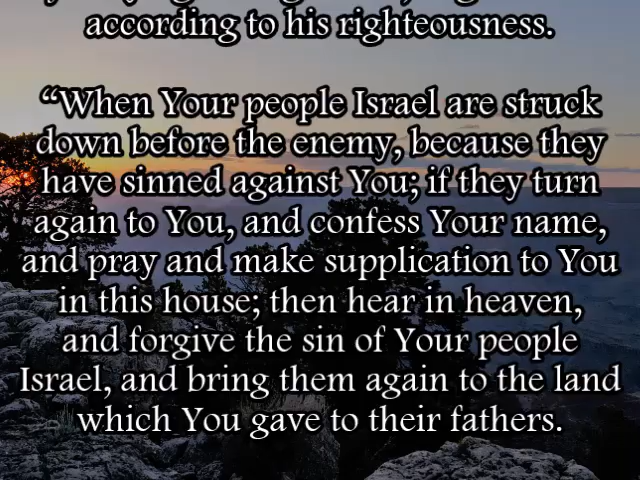 according to his righteousness.
“When Your people Israel are struck
down before the enemy, because they
have sinned against You; if they turn
again to You, and confess Your name,
and pray and make supplication to You
in this house; then hear in heaven,
and forgive the sin of Your people
Israel, and bring them again to the land
which You gave to their fathers.